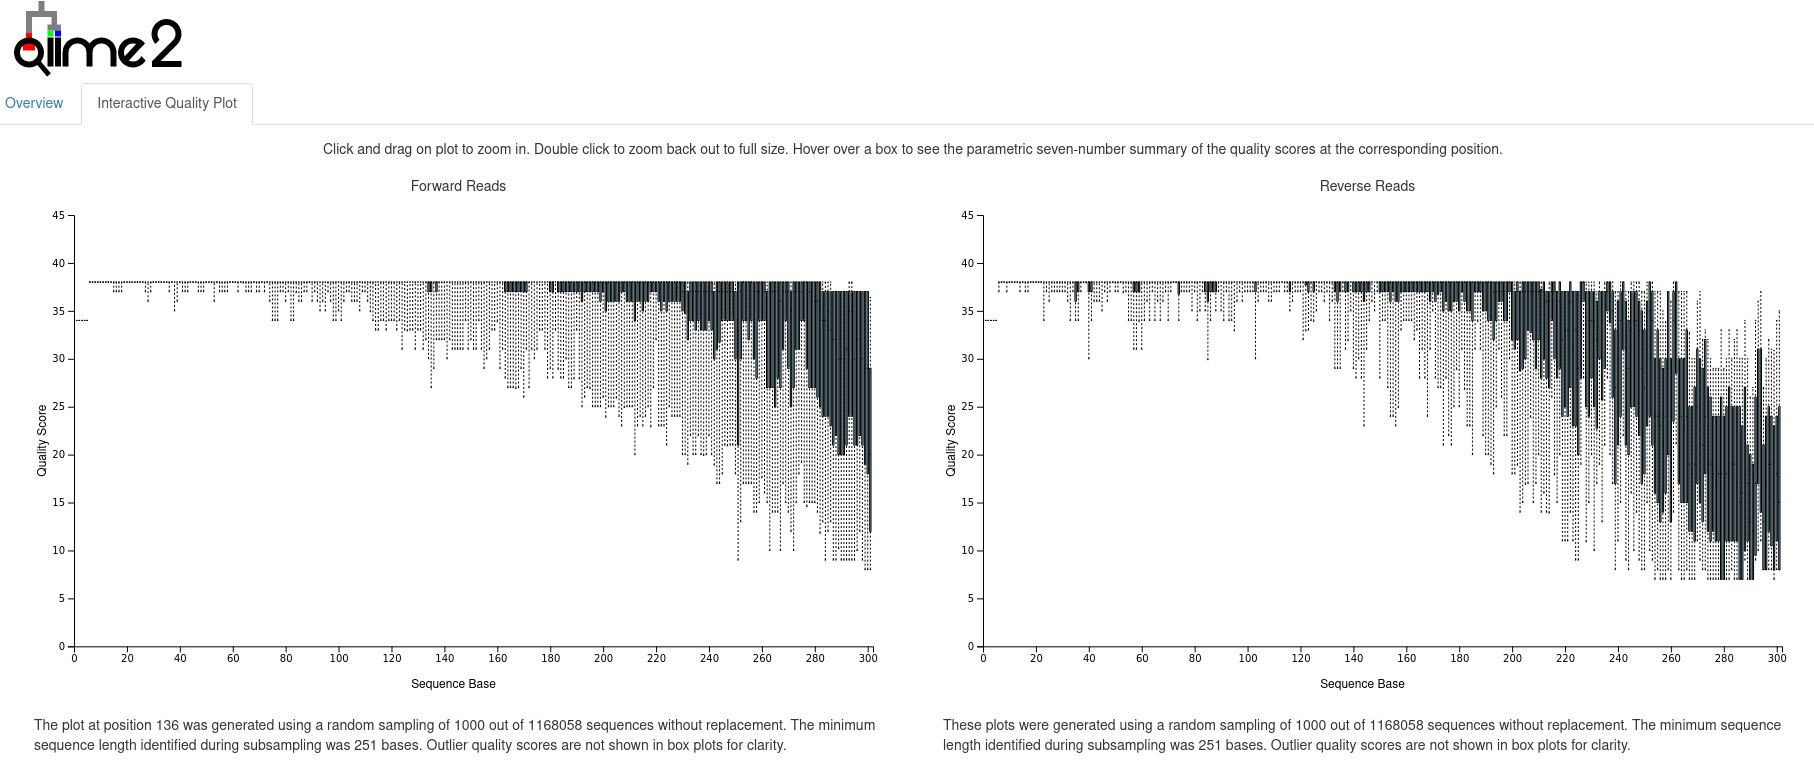 qiime2
Overview
Interactive Quality Plot
Click and drag on plot to zoom in. Double click to zoom back out to full size. Hover over a box to see the parametric seven-number summary of the quality scores at the corresponding position.
Forward Reads
45
40
35
30
25
20
15
10
5
0
Quality Score
0 20 40 60 80 100 120 140 160 180 200 220 240 260 280 300
Sequence Base
The plot at position 136 was generated using a random sampling of 1000 out of 1168058 sequences without replacement. The minimum
sequence length identified during subsampling was 251 bases. Outlier quality scores are not shown in box plots for clarity.
Reverse Reads
45
40
35
30
25
20
15
10
5
0
Quality Score
0 20 40 60 80 100 120 140 160 180 200 220 240 260 280 300
Sequence Base
These plots were generated using a random sampling of 1000 out of 1168058 sequences without replacement. The minimum sequence
length identified during subsampling was 251 bases. Outlier quality scores are not shown in box plots for clarity.